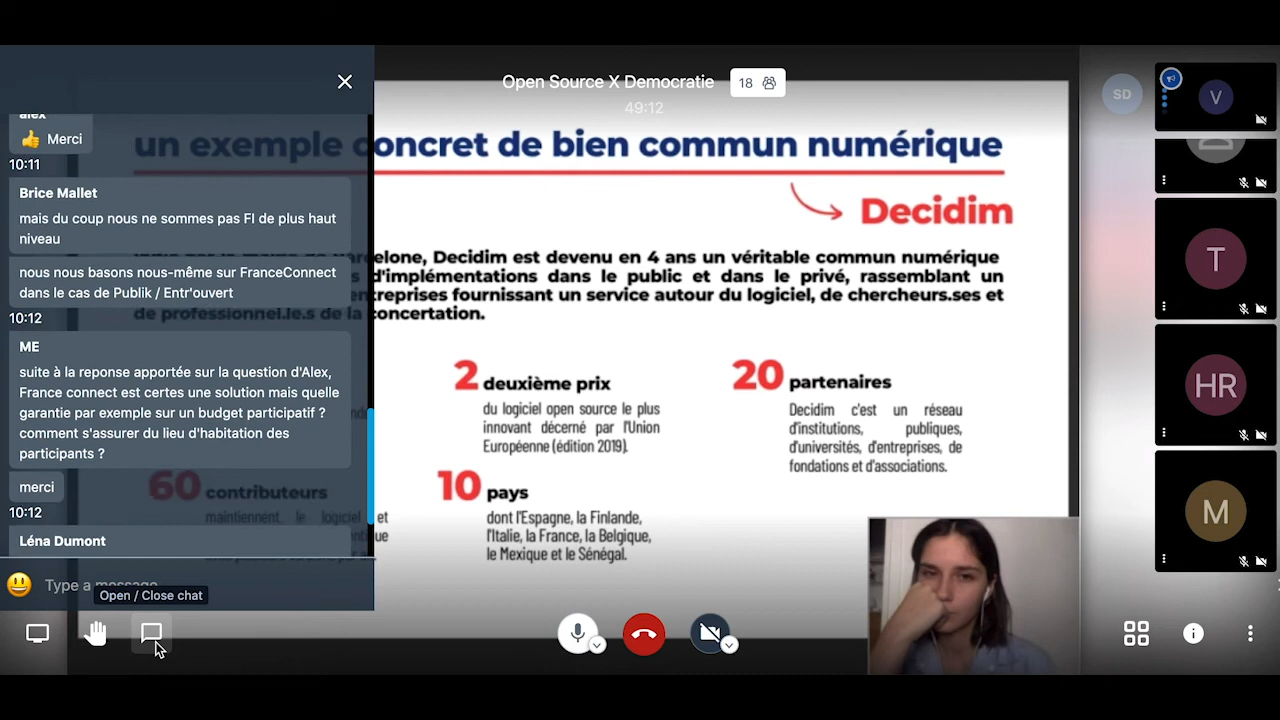 Open Source X Democratie
18
49:12
SD
V
T
HR
M
alex
👍 Merci
10:11
Brice Mallet
mais du coup nous ne sommes pas FI de plus haut
niveau
nous nous basons nous-même sur FranceConnect
dans le cas de Publik / Entr'ouvert
10:12
ME
suite à la reponse apportée sur la question d'Alex,
France connect est certes une solution mais quelle
garantie par exemple sur un budget participatif ?
comment s'assurer du lieu d'habitation des
participants ?
merci
10:12
Léna Dumont
Type a message
Open / Close chat
un exemple concret de bien commun numérique
Decidim
elone, Decidim est devenu en 4 ans un véritable commun numérique
s d'implémentations dans le public et dans le privé, rassemblant un
ntreprises fournissant un service autour du logiciel, de chercheurs.ses et
de professionnel.le.s de la concertation.
2 deuxième prix
du logiciel open source le plus
innovant décerné par l'Union
Européenne (édition 2019).
20 partenaires
Decidim c'est un réseau
d'institutions, publiques,
d'universités, d'entreprises, de
fondations et d'associations.
60 contributeurs
maintiennent le logiciel et
10 pays
dont l'Espagne, la Finlande,
l'Italie, la France, la Belgique,
le Mexique et le Sénégal.